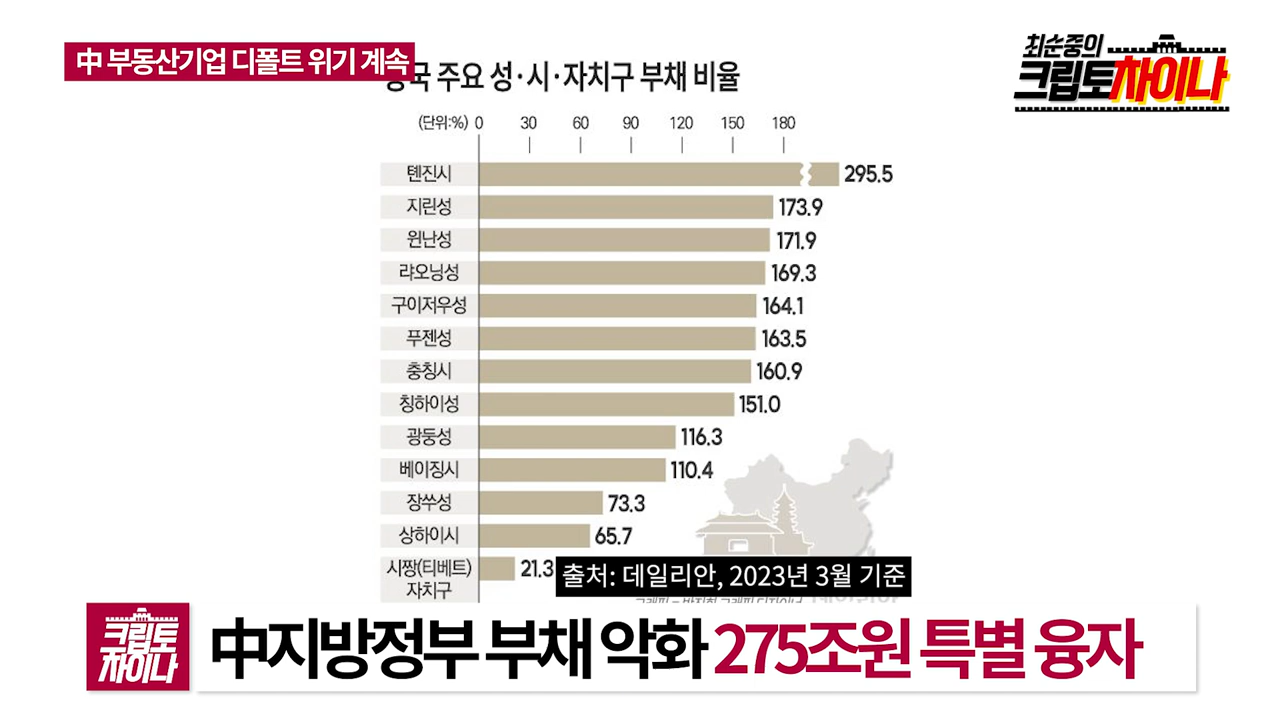 中 부동산기업 디폴트 위기 계속
국 주요 성·시·자치구 부채 비율
최순중의
크립토차이나
(단위:%) 0 30 60 90 120 150 180
톈진시 295.5
지린성 173.9
윈난성 171.9
랴오닝성 169.3
구이저우성 164.1
푸젠성 163.5
충칭시 160.9
칭하이성 151.0
광둥성 116.3
베이징시 110.4
장쑤성 73.3
상하이시 65.7
시짱(티베트) 21.3
자치구
출처: 데일리안, 2023년 3월 기준
크립토
차이나
中지방정부 부채 악화 275조원 특별 융자